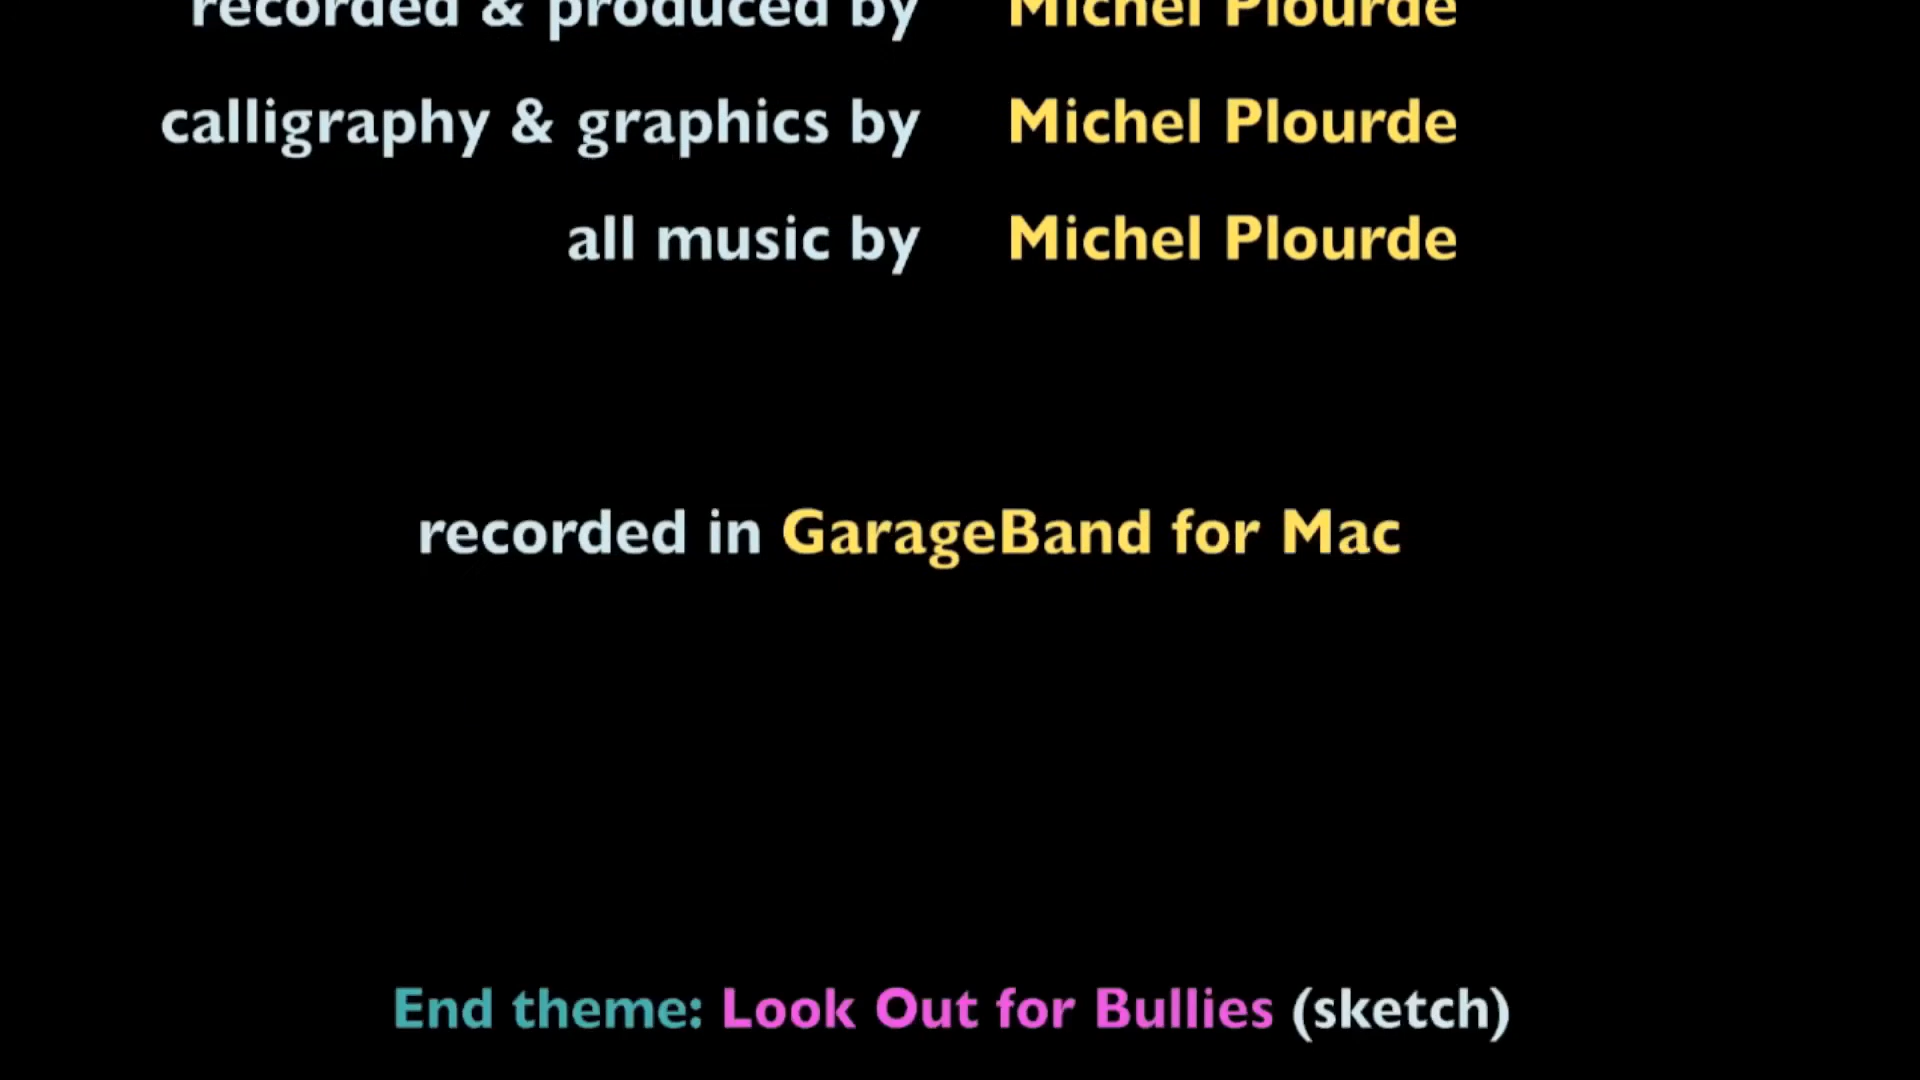 recorded & produced by Michel Plourde
calligraphy & graphics by Michel Plourde
all music by Michel Plourde
recorded in GarageBand for Mac
End theme: Look Out for Bullies (sketch)